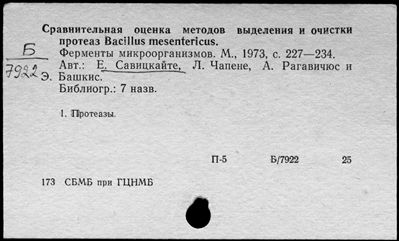 Сравнительная оценка методов выделения и очистки
протеаз Bacillus mesentericus.
Б
7922
Ферменты микроорганизмов. М., 1973, с. 227—234.
Авт.: Е. Савицкайте, Л. Чапене, А. Рагавичюс и
Э. Башкис.
Библиогр.: 7 назв.
1. Протеазы.
П-5 Б/7922 25
173 СБМБ при ГЦНМБ